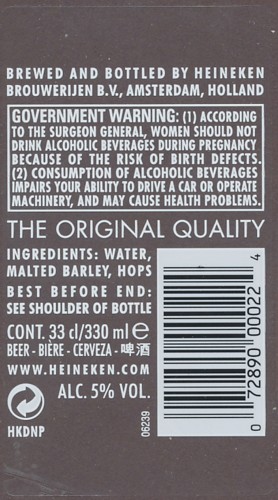 BREWED AND BOTTLED BY HEINEKEN
BROUWERIJEN B.V., AMSTERDAM, HOLLAND
GOVERNMENT WARNING: (1) ACCORDING
TO THE SURGEON GENERAL, WOMEN SHOULD NOT
DRINK ALCOHOLIC BEVERAGES DURING PREGNANCY
BECAUSE OF THE RISK OF BIRTH DEFECTS.
(2) CONSUMPTION OF ALCOHOLIC BEVERAGES
IMPAIRS YOUR ABILITY TO DRIVE A CAR OR OPERATE
MACHINERY, AND MAY CAUSE HEALTH PROBLEMS.
THE ORIGINAL QUALITY
INGREDIENTS: WATER,
MALTED BARLEY, HOPS
BEST BEFORE END:
SEE SHOULDER OF BOTTLE
CONT. 33 cl/330 ml e
BEER - BIÈRE - CERVEZA - 啤酒
WWW.HEINEKEN.COM
ALC. 5% VOL.
HKDNP
06239
0 72890 00022 4